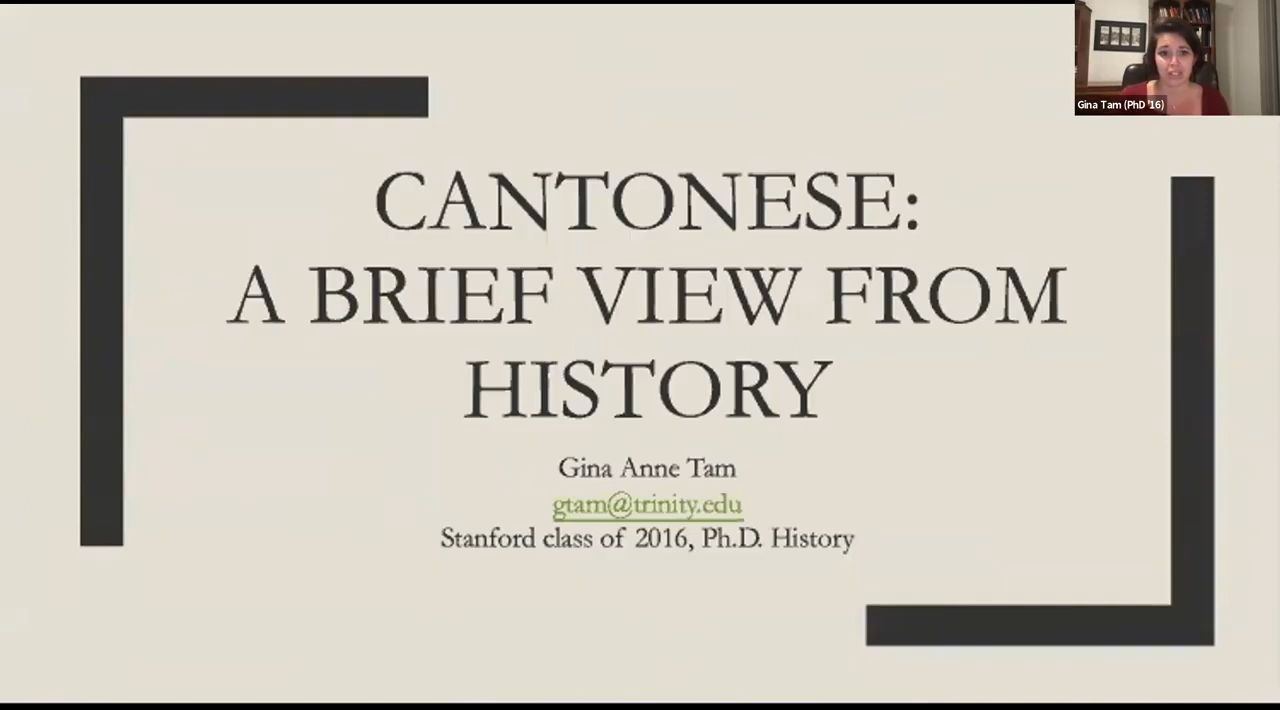 Gina Tam (PhD '16)
CANTONESE:
A BRIEF VIEW FROM
HISTORY
Gina Anne Tam
gtam@trinity.edu
Stanford class of 2016, Ph.D. History